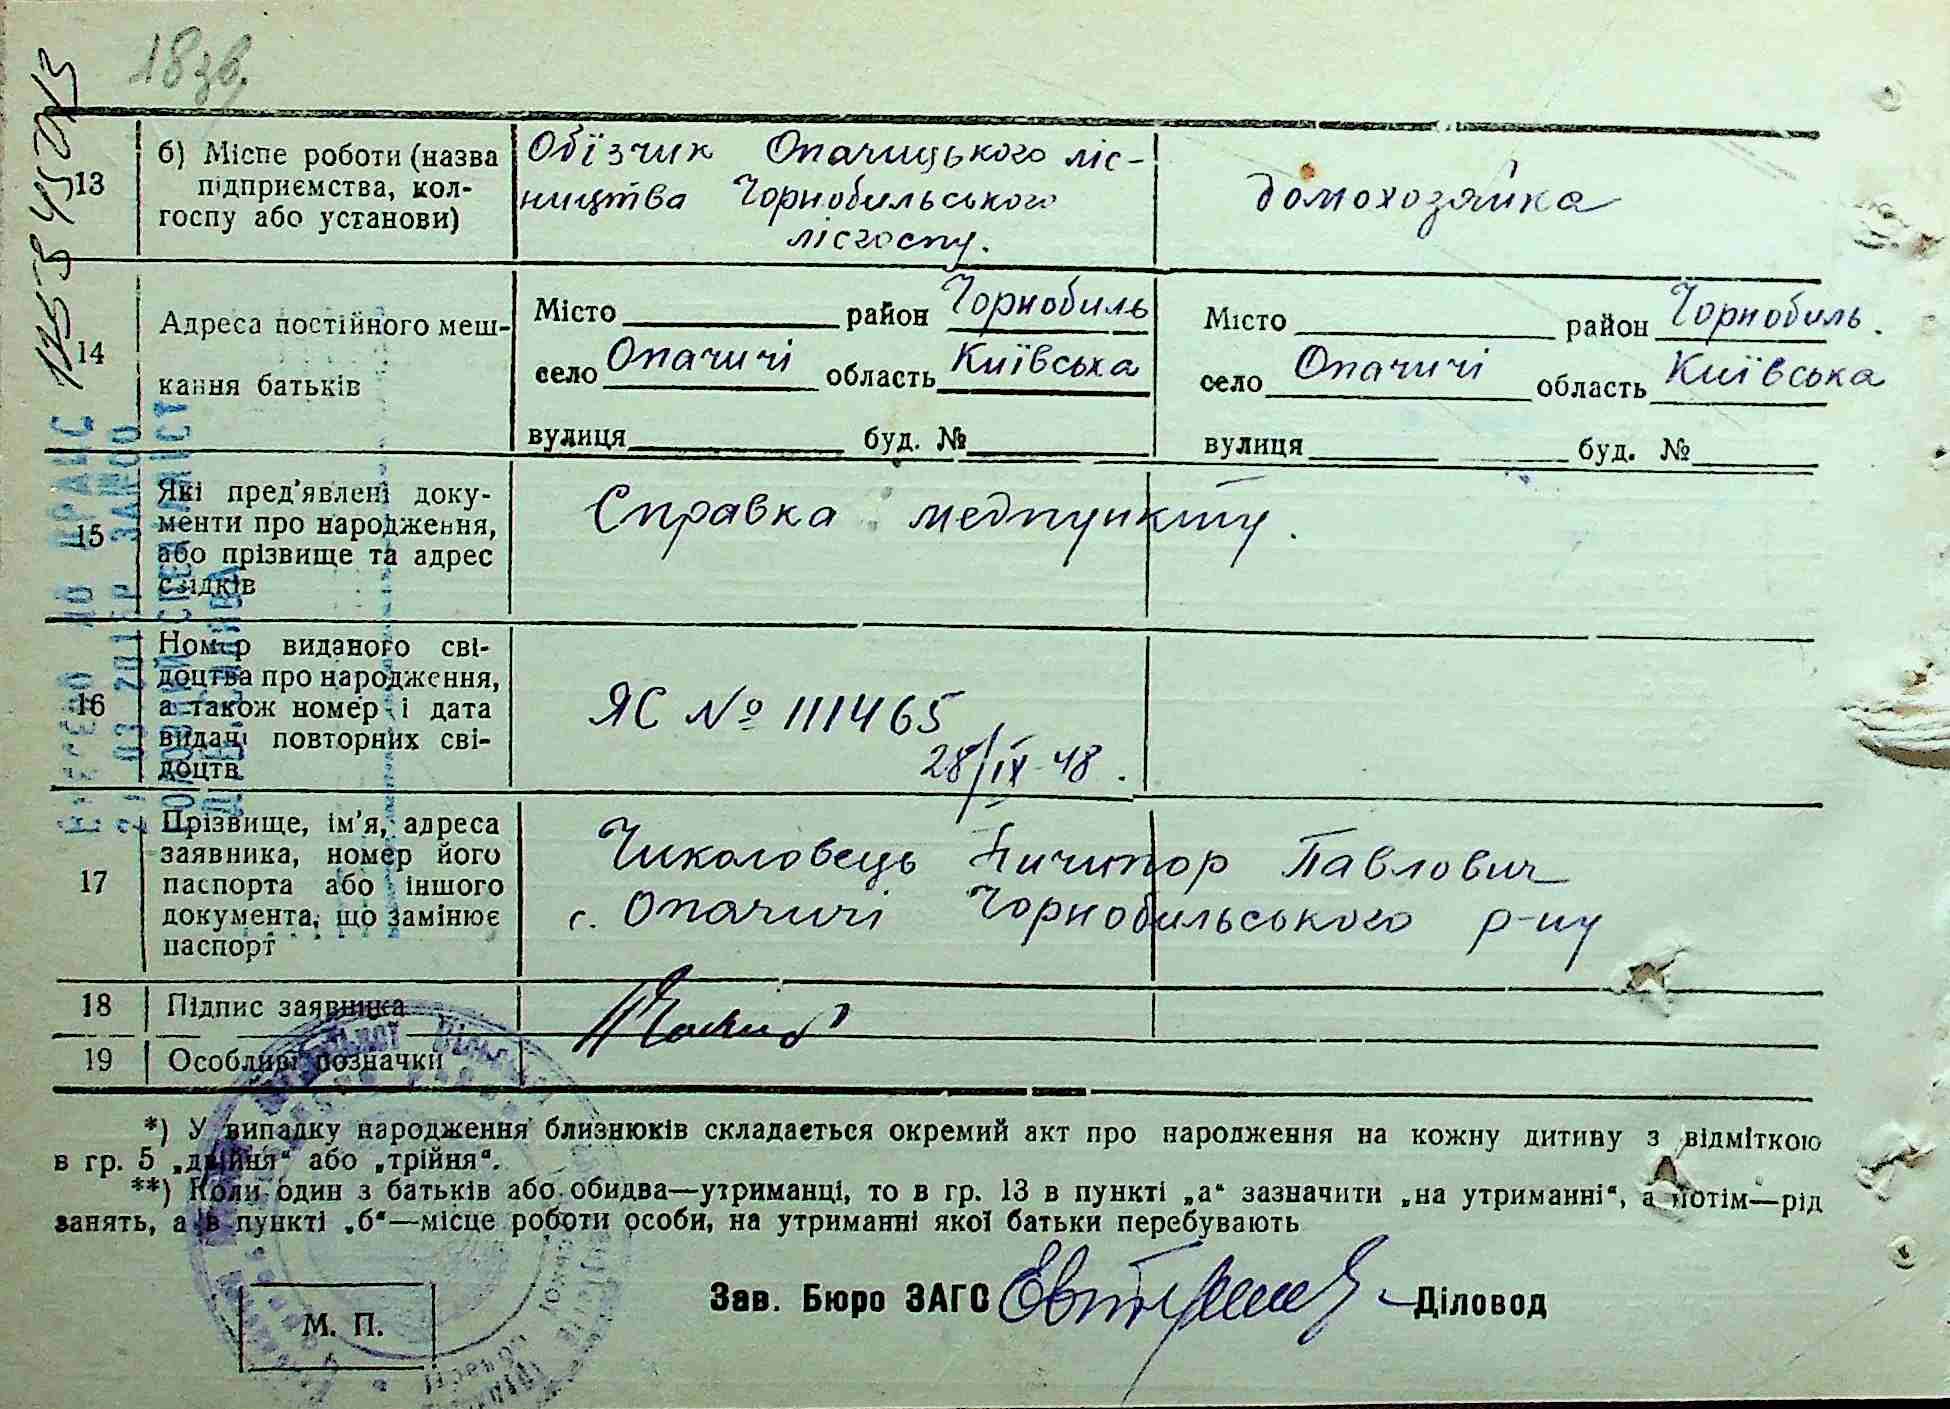 18 зв.
б) Місце роботи (назва
13 підприємства, кол-
госпу або установи)
Обїзчик Опачицького ліс-
ництва Чорнобильського
лісгоспу.
домохозяйка
14 Адреса постійного меш-
кання батьків
Місто район Чорнобиль
село Опачичі область Київська
вулиця буд. №
Місто район Чорнобиль.
село Опачичі область Київська
вулиця буд. №
Які пред'явлені доку-
менти про народження,
15 або прізвище та адрес
свідків
Справка медпункту.
Номер виданого сві-
доцтва про народження,
16 а також номер і дата
видачі повторних сві-
доцтв
ЯС № 111465
28/ІХ-48.
Прізвище, ім'я, адреса
заявника, номер його
17 паспорта або іншого
документа, що замінює
паспорт
Чиколовець Ничипор Павлович
с. Опачичі Чорнобильського р-ну
18 Підпис заявника
19 Особливі позначки
*) У випадку народження близнюків складається окремий акт про народження на кожну дитину з відміткою
в гр. 5 „двійня“ або „трійня“.
**) Коли один з батьків або обидва—утриманці, то в гр. 13 в пункті „а“ зазначити „на утриманні“, а потім—рід
занять, а в пункті „б“—місце роботи особи, на утриманні якої батьки перебувають
Зав. Бюро ЗАГС Діловод
М. П.